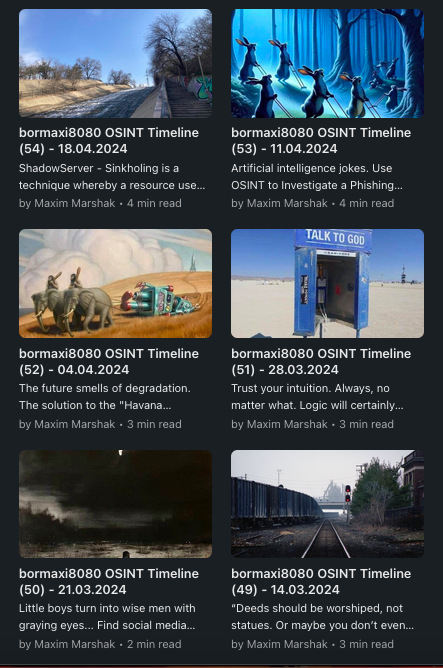 bormaxi8080 OSINT Timeline
(54) - 18.04.2024
ShadowServer - Sinkholing is a
technique whereby a resource use...
by Maxim Marshak • 4 min read
bormaxi8080 OSINT Timeline
(53) - 11.04.2024
Artificial intelligence jokes. Use
OSINT to Investigate a Phishing...
by Maxim Marshak • 4 min read
TALK TO GOD
bormaxi8080 OSINT Timeline
(52) - 04.04.2024
The future smells of degradation.
The solution to the "Havana...
by Maxim Marshak • 3 min read
bormaxi8080 OSINT Timeline
(51) - 28.03.2024
Trust your intuition. Always, no
matter what. Logic will certainly...
by Maxim Marshak • 3 min read
bormaxi8080 OSINT Timeline
(50) - 21.03.2024
Little boys turn into wise men with
graying eyes... Find social media...
by Maxim Marshak • 2 min read
bormaxi8080 OSINT Timeline
(49) - 14.03.2024
“Deeds should be worshiped, not
statues. Or maybe you don’t even...
by Maxim Marshak • 3 min read